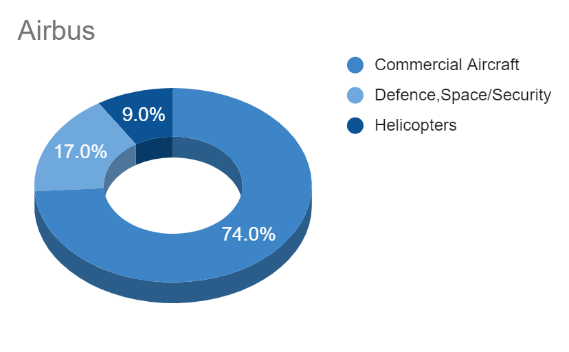 Airbus
Commercial Aircraft
Defence,Space/Security
Helicopters
9.0%
17.0%
74.0%